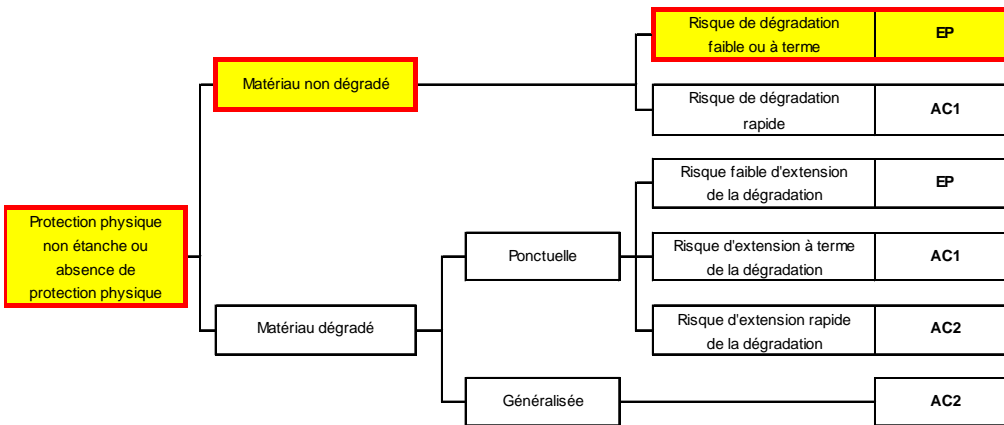 Risque de dégradation
faible ou à terme
EP
Matériau non dégradé
Risque de dégradation
rapide
AC1
Risque faible d'extension
de la dégradation
EP
Protection physique
non étanche ou
absence de
protection physique
Ponctuelle
Risque d'extension à terme
de la dégradation
AC1
Matériau dégradé
Risque d'extension rapide
de la dégradation
AC2
Généralisée
AC2